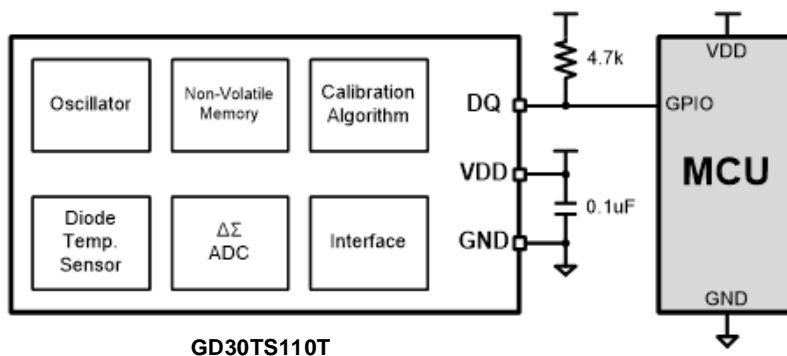 VDD
4.7k
Oscillator
Non-Volatile
Memory
Calibration
Algorithm
DQ
GPIO
MCU
VDD
0.1uF
Diode
Temp.
Sensor
ΔΣ
ADC
Interface
GND
GND
GD30TS110T